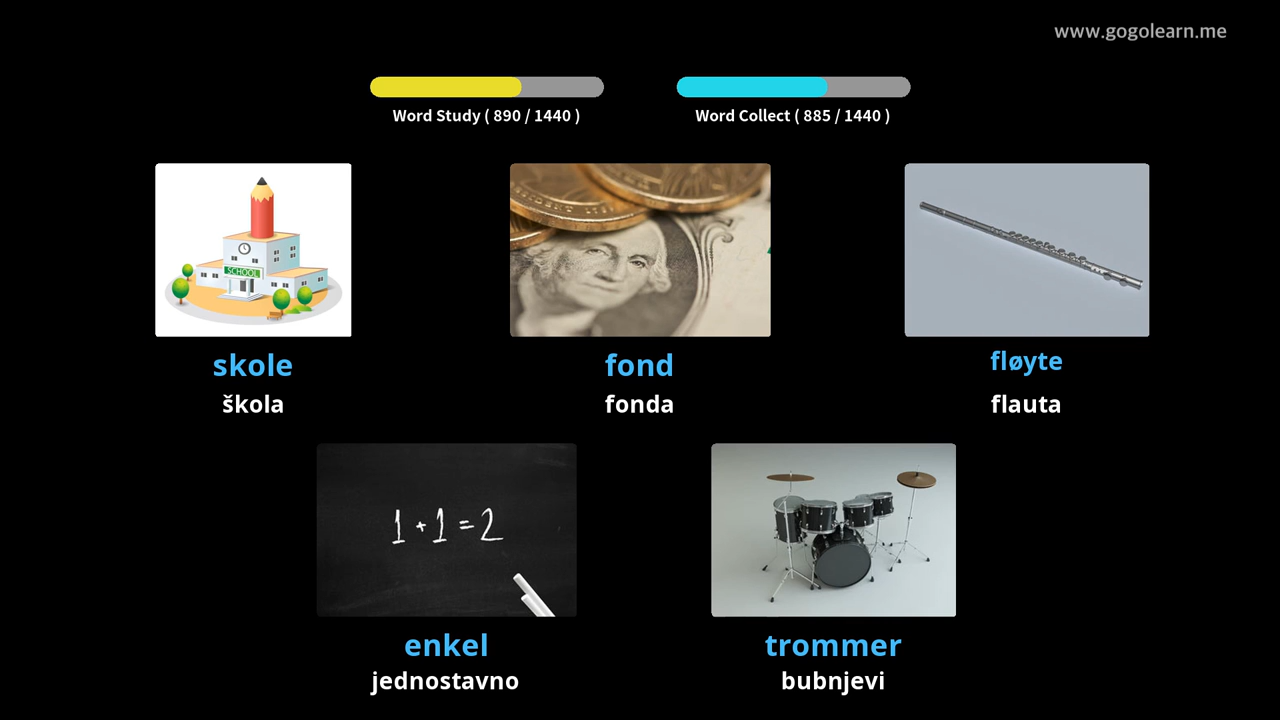 www.gogolearn.me
Word Study ( 890 / 1440 )
Word Collect ( 885 / 1440 )
SCHOOL
skole
škola
fond
fonda
fløyte
flauta
1 + 1 = 2
enkel
jednostavno
trommer
bubnjevi